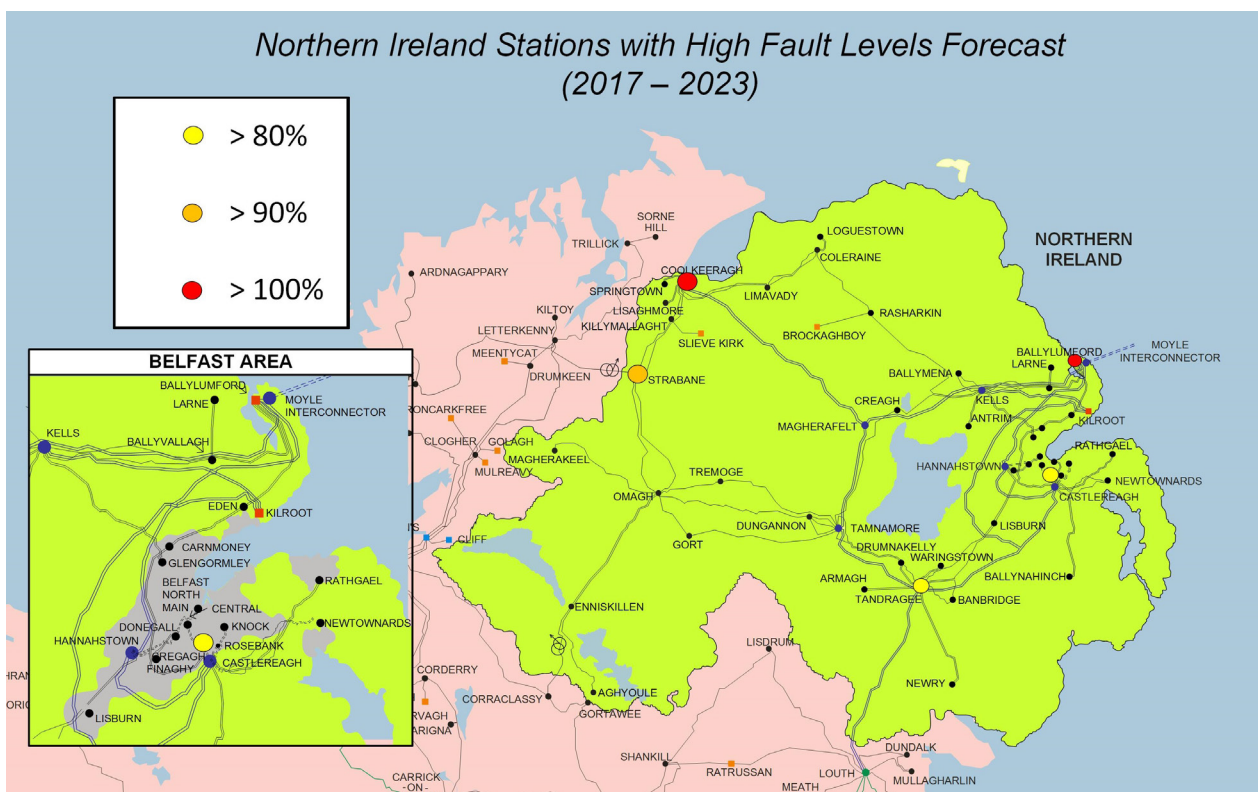 Northern Ireland Stations with High Fault Levels Forecast
(2017 – 2023)
> 80%
> 90%
> 100%
NORTHERN
IRELAND
SORNE
HILL
TRILLICK
ARDNAGAPPARY
COOLKEERAGH
SPRINGTOWN
LISAGHMORE
KILLYMALLAGHT
KILTOY
LETTERKENNY
MEENTYCAT
DRUMKEEN
SLIEVE KIRK
STRABANE
LOGUESTOWN
COLERAINE
LIMAVADY
RASHARKIN
BROCKAGHBOY
BALLYLUMFORD
LARNE
MOYLE
INTERCONNECTOR
BALLYMENA
KELLS
CREAGH
ANTRIM
KILROOT
MAGHERAFELT
RATHGAEL
HANNAHSTOWN
NEWTOWNARDS
CASTLEREAGH
CLOGHER
GOLAGH
MULREAVY
MAGHERAKEEL
TREMOGE
OMAGH
GORT
DUNGANNON
TAMNAMORE
LISBURN
DRUMNAKELLY
WARINGSTOWN
BALLYNAHINCH
ARMAGH
TANDRAGEE
BANBRIDGE
CLIFF
ENNISKILLEN
LISDRUM
NEWRY
CORDERRY
CORRACLASSY
AGHYOULE
GORTAWEE
SHANKILL
RATRUSSAN
DUNDALK
LOUTH
MULLAGHARLIN
MEATH
CARRICK
-ON-
BELFAST AREA
BALLYLUMFORD
LARNE
MOYLE
INTERCONNECTOR
KELLS
BALLYVALLAGH
EDEN
KILROOT
CARNMONEY
GLENGORMLEY
BELFAST
NORTH
MAIN
CENTRAL
RATHGAEL
DONEGALL
KNOCK
NEWTOWNARDS
HANNAHSTOWN
ROSEBANK
CREGAGH
FINAGHY
CASTLEREAGH
LISBURN